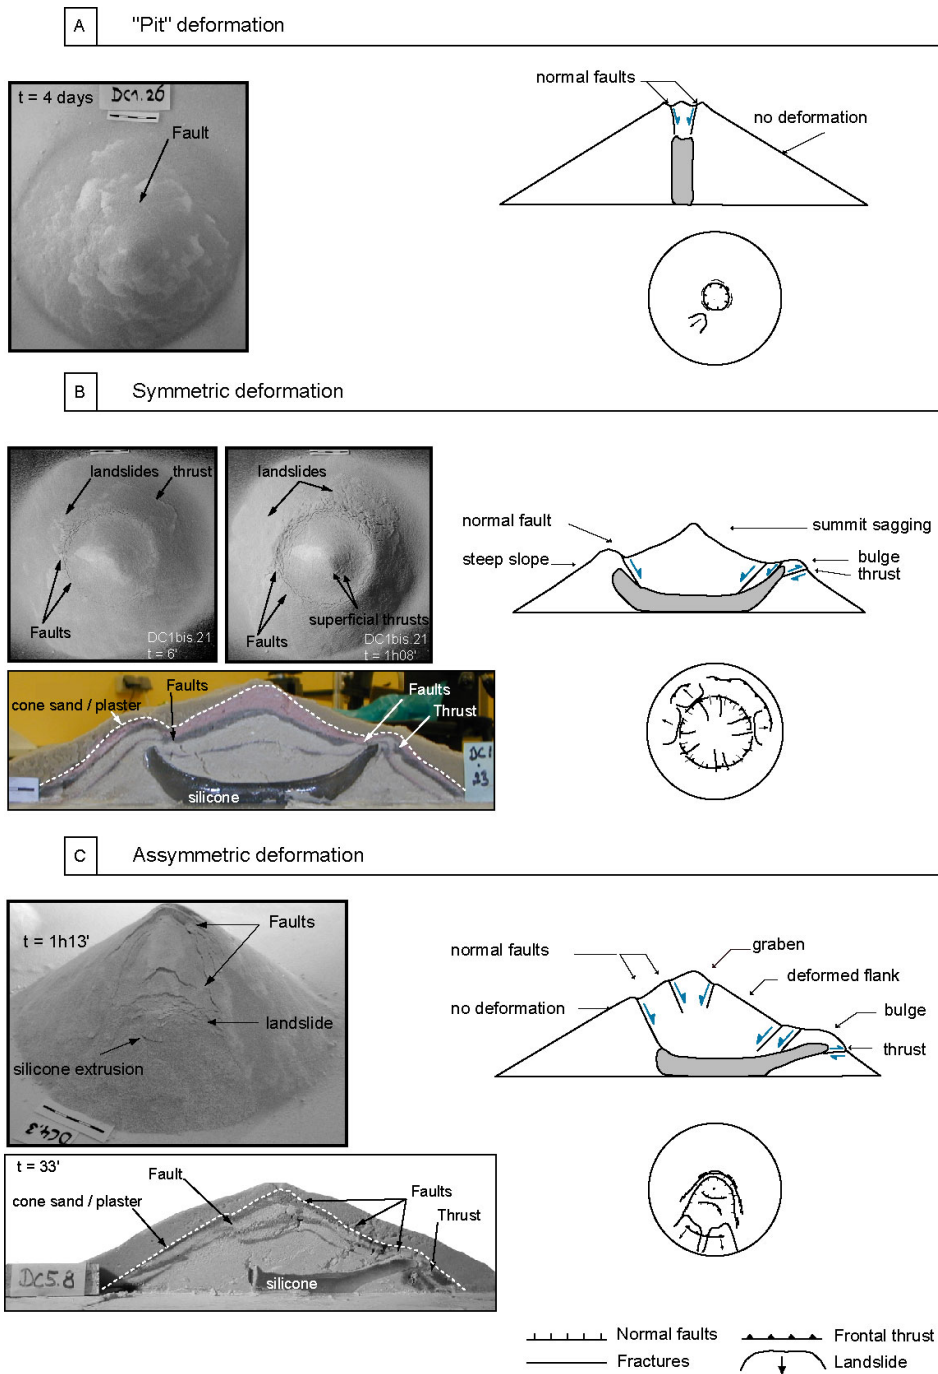 A
"Pit" deformation
t = 4 days
DC1.26
Fault
normal faults
no deformation
B
Symmetric deformation
landslides
thrust
Faults
DC1bis.21
t = 6'
landslides
Faults
superficial thrusts
DC1bis.21
t = 1h08'
normal fault
steep slope
summit sagging
bulge
thrust
cone sand / plaster
Faults
Faults
Thrust
silicone
DC1
.23
C
Assymmetric deformation
t = 1h13'
Faults
landslide
silicone extrusion
DC4.3
normal faults
graben
no deformation
deformed flank
bulge
thrust
t = 33'
cone sand / plaster
Fault
Faults
Thrust
silicone
DC5.8
Normal faults
Frontal thrust
Fractures
Landslide